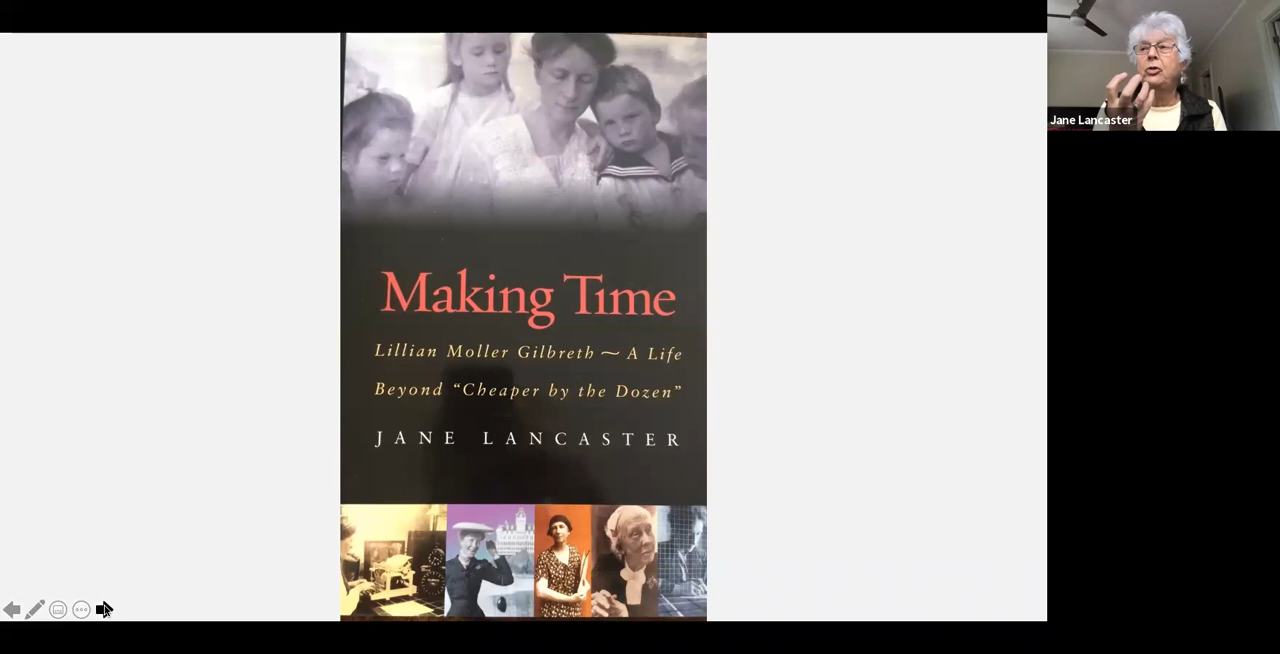 Making Time
Lillian Moller Gilbreth ~ A Life
Beyond “Cheaper by the Dozen”
JANE LANCASTER
Jane Lancaster